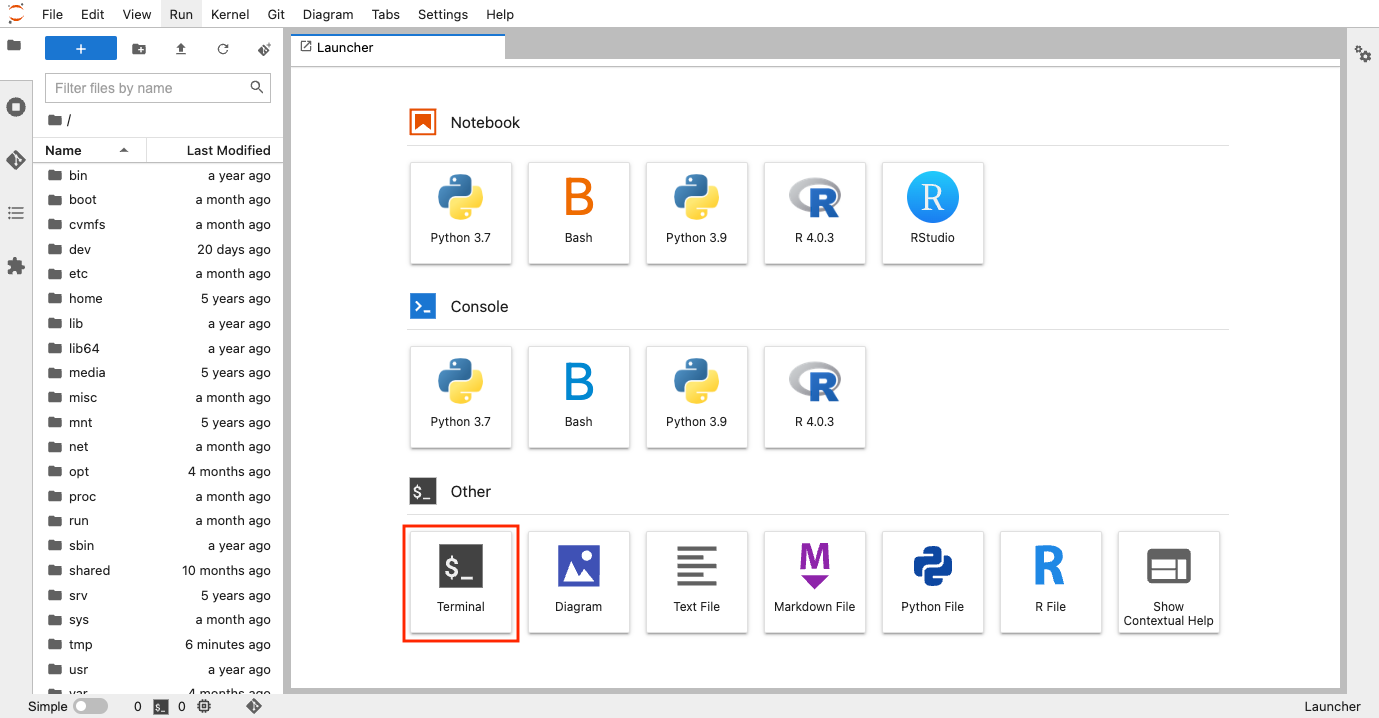 File Edit View Run Kernel Git Diagram Tabs Settings Help
+
Launcher
Filter files by name
/
Name Last Modified
bin a year ago
boot a month ago
cvmfs a month ago
dev 20 days ago
etc a month ago
home 5 years ago
lib a year ago
lib64 a year ago
media 5 years ago
misc a month ago
mnt 5 years ago
net a month ago
opt 4 months ago
proc a month ago
run a month ago
sbin a year ago
shared 10 months ago
srv 5 years ago
sys a month ago
tmp 6 minutes ago
usr a year ago
var 4 months ago
Notebook
B R R
Python 3.7 Bash Python 3.9 R 4.0.3 RStudio
>_ Console
B R
Python 3.7 Bash Python 3.9 R 4.0.3
$_ Other
$_ M R
Terminal Diagram Text File Markdown File Python File R File Show
Contextual Help
Simple 0 $_ 0 Launcher